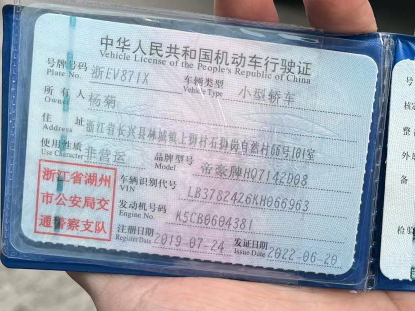 中华人民共和国机动车行驶证
Vehicle License of the People's Republic of China
号牌号码 浙EV871X 车辆类型 小型轿车
Plate No. Vehicle Type
所有人 杨菊
Owner
住址 浙江省长兴县林城镇上狮村石狮岗自然村66号101室
Address
使用性质 非营运 品牌型号 帝豪牌HQ7142D08
Use Character Model
车辆识别代号 LB3782426KH066963
VIN
发动机号码 K5CB0604381
Engine No.
注册日期 2019-07-24 发证日期 2022-06-20
Register Date Issue Date
浙江省湖州
市公安局交
通警察支队